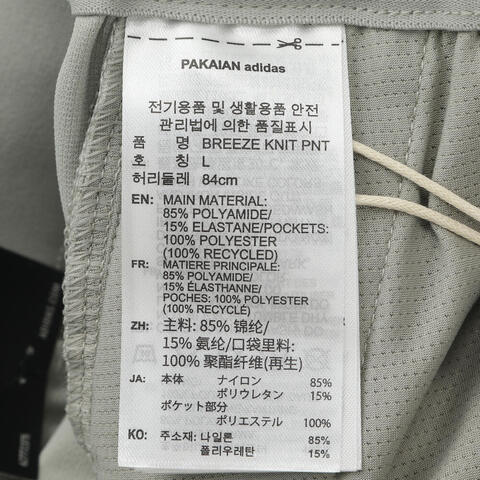 PAKAIAN adidas
전기용품 및 생활용품 안전
관리법에 의한 품질표시
품 명 BREEZE KNIT PNT
호 칭 L
허리둘레 84cm
EN: MAIN MATERIAL:
85% POLYAMIDE/
15% ELASTANE/POCKETS:
100% POLYESTER
(100% RECYCLED)
FR: MATIERE PRINCIPALE:
85% POLYAMIDE/
15% ÉLASTHANNE/
POCHES: 100% POLYESTER
(100% RECYCLÉ)
ZH: 主料: 85% 锦纶/
15% 氨纶/口袋里料:
100% 聚酯纤维(再生)
JA: 本体 ナイロン 85%
ポリウレタン 15%
ポケット部分
ポリエステル 100%
KO: 주소재: 나일론 85%
폴리우레탄 15%